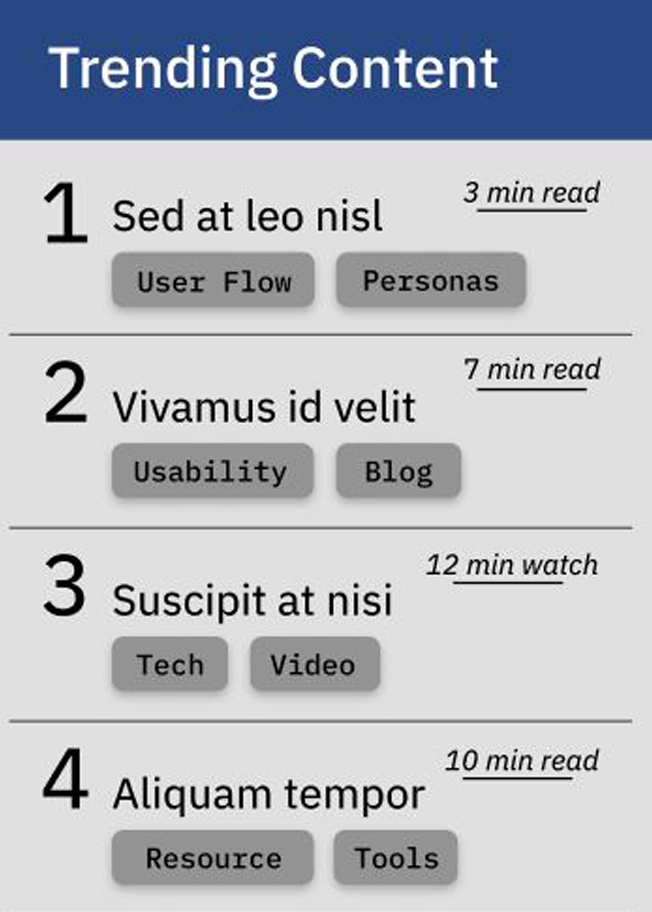 Trending Content
1 Sed at leo nisl 3 min read
User Flow Personas
2 Vivamus id velit 7 min read
Usability Blog
3 Suscipit at nisi 12 min watch
Tech Video
4 Aliquam tempor 10 min read
Resource Tools